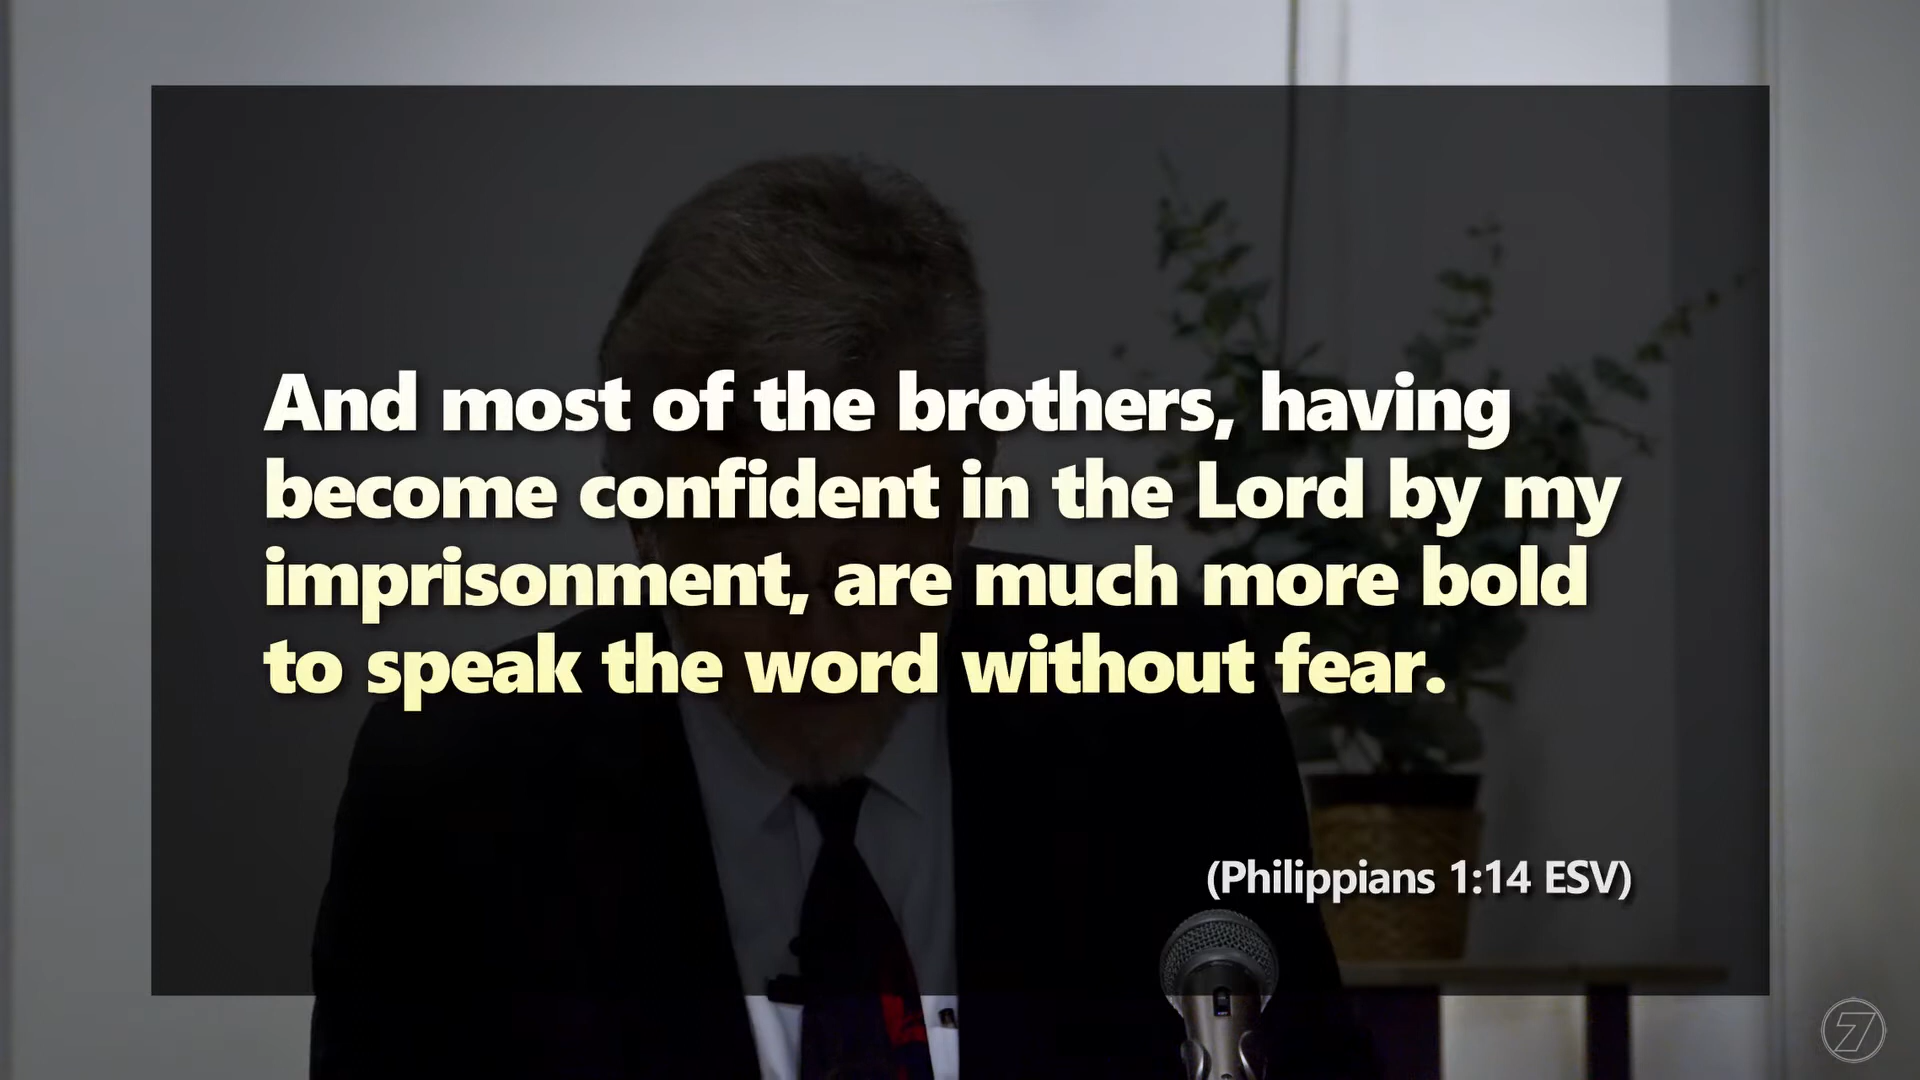 And most of the brothers, having
become confident in the Lord by my
imprisonment, are much more bold
to speak the word without fear.
(Philippians 1:14 ESV)